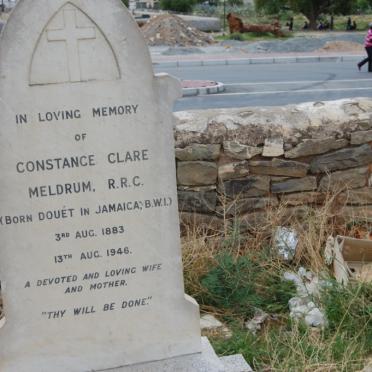 IN LOVING MEMORY
OF
CONSTANCE CLARE
MELDRUM, R.R.C.
(BORN DOUÉT IN JAMAICA, B.W.I.)
3RD AUG. 1883
13TH AUG. 1946.
A DEVOTED AND LOVING WIFE
AND MOTHER.
"THY WILL BE DONE."